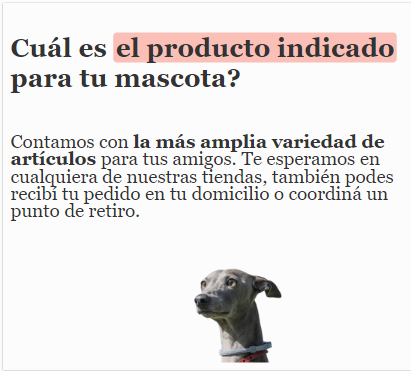 Cuál es el producto indicado
para tu mascota?
Contamos con la más amplia variedad de
artículos para tus amigos. Te esperamos en
cualquiera de nuestras tiendas, también podes
recibí tu pedido en tu domicilio o coordiná un
punto de retiro.